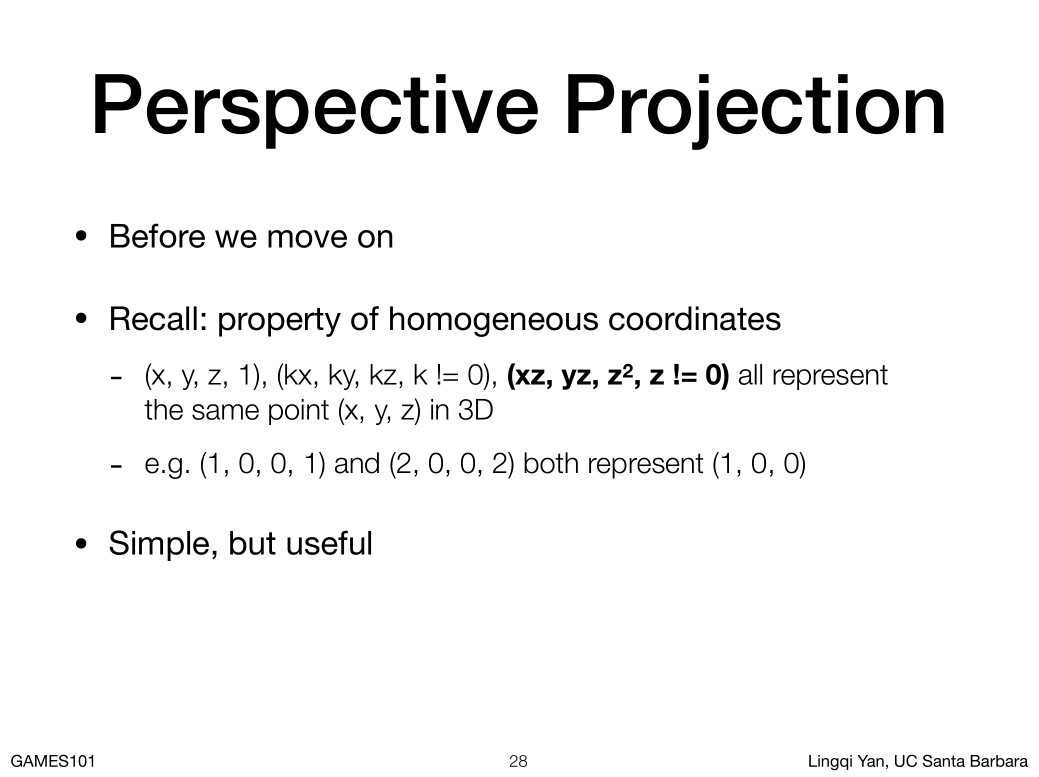 Perspective Projection
• Before we move on
• Recall: property of homogeneous coordinates
- (x, y, z, 1), (kx, ky, kz, k != 0), (xz, yz, z², z != 0) all represent
the same point (x, y, z) in 3D
- e.g. (1, 0, 0, 1) and (2, 0, 0, 2) both represent (1, 0, 0)
• Simple, but useful
GAMES101
28
Lingqi Yan, UC Santa Barbara